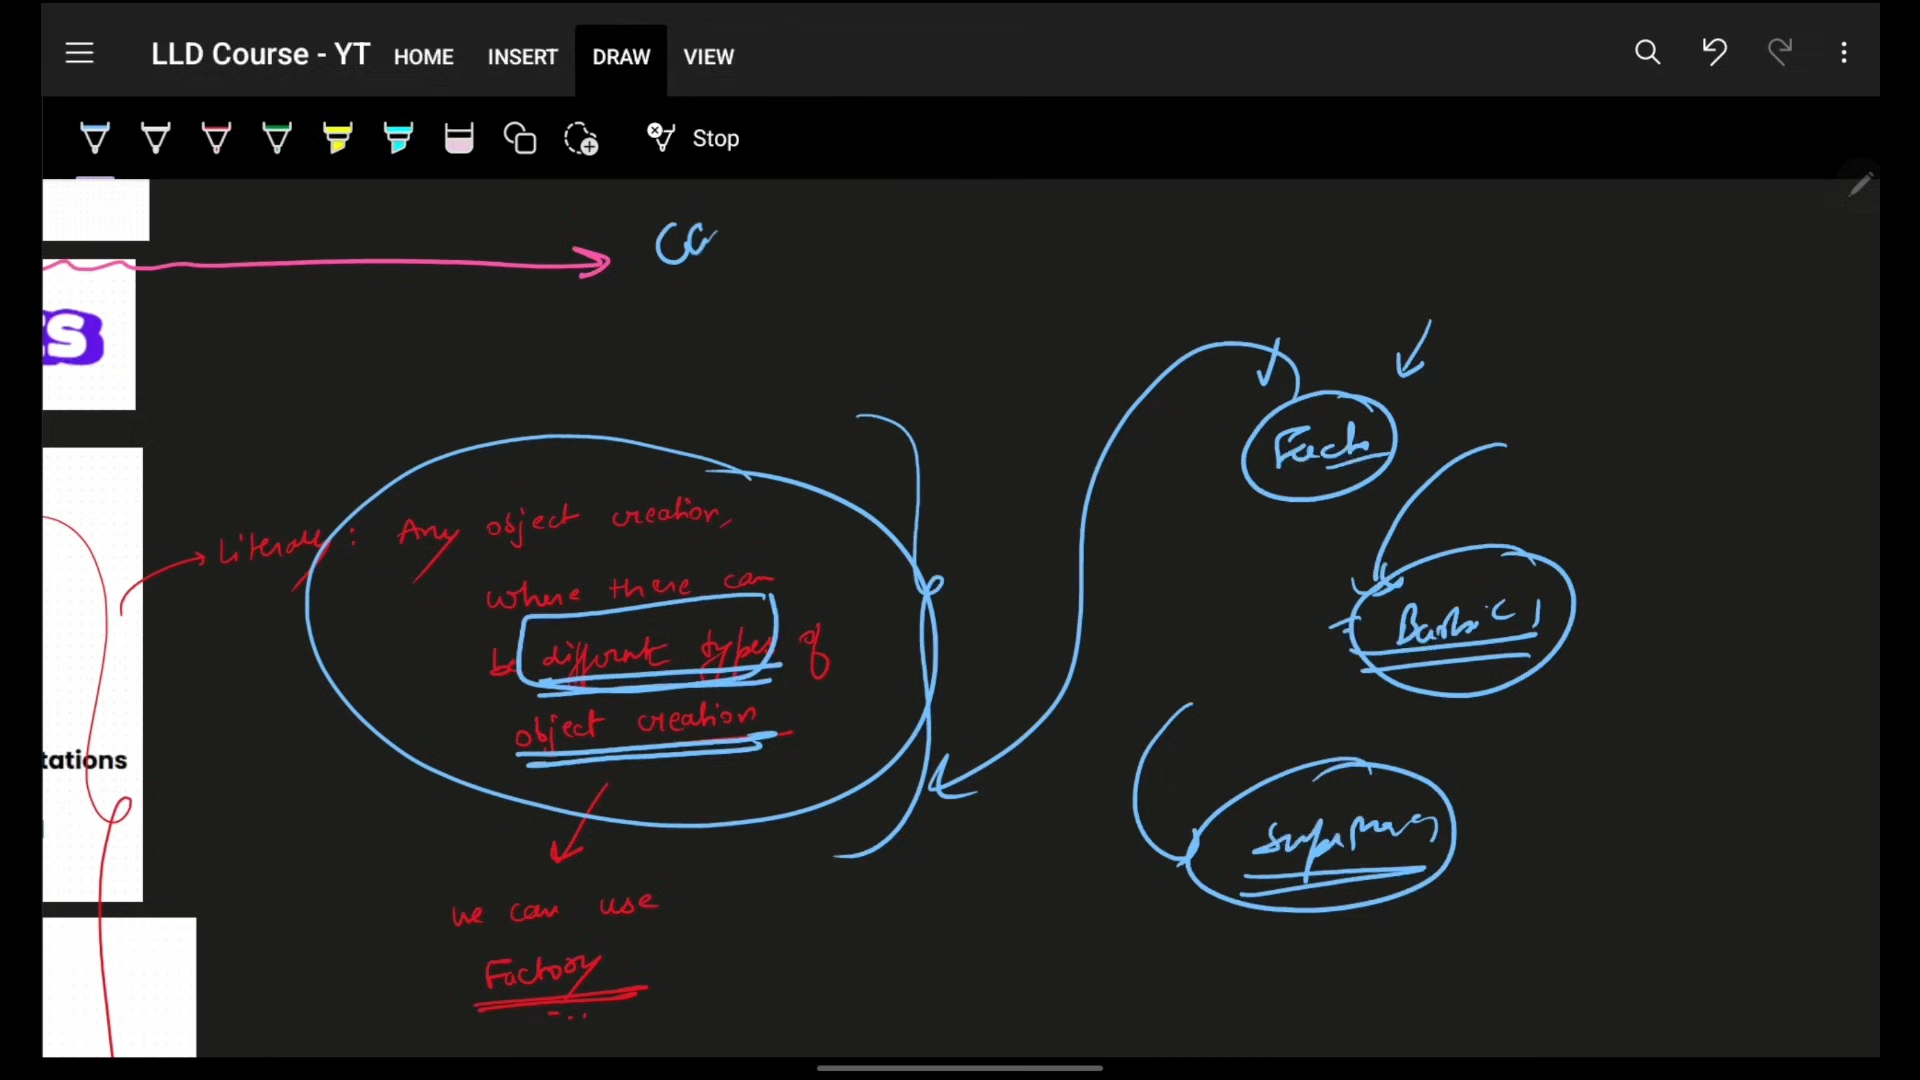 LLD Course - YT HOME INSERT DRAW VIEW
Stop
S
Literally: Any object creation,
where there can
be different types of
object creation
we can use
Factory
Fact
tations